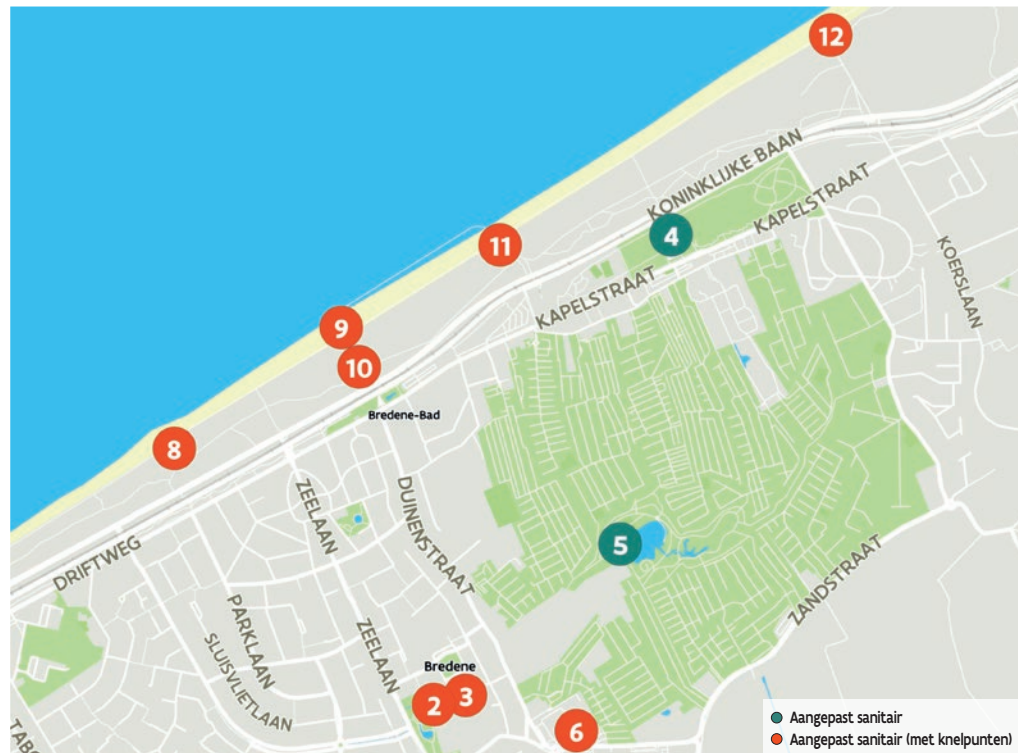 12
KONINKLIJKE BAAN
4
KAPELSTRAAT
11
KAPELSTRAAT
KOERSLAAN
9
10
Bredene-Bad
8
ZEELAAN
DUINENSTRAAT
5
DRIFTWEG
ZANDSTRAAT
PARKLAAN
SLUISVLIETLAAN
ZEELAAN
Bredene
2
3
6
TABO
Aangepast sanitair
Aangepast sanitair (met knelpunten)